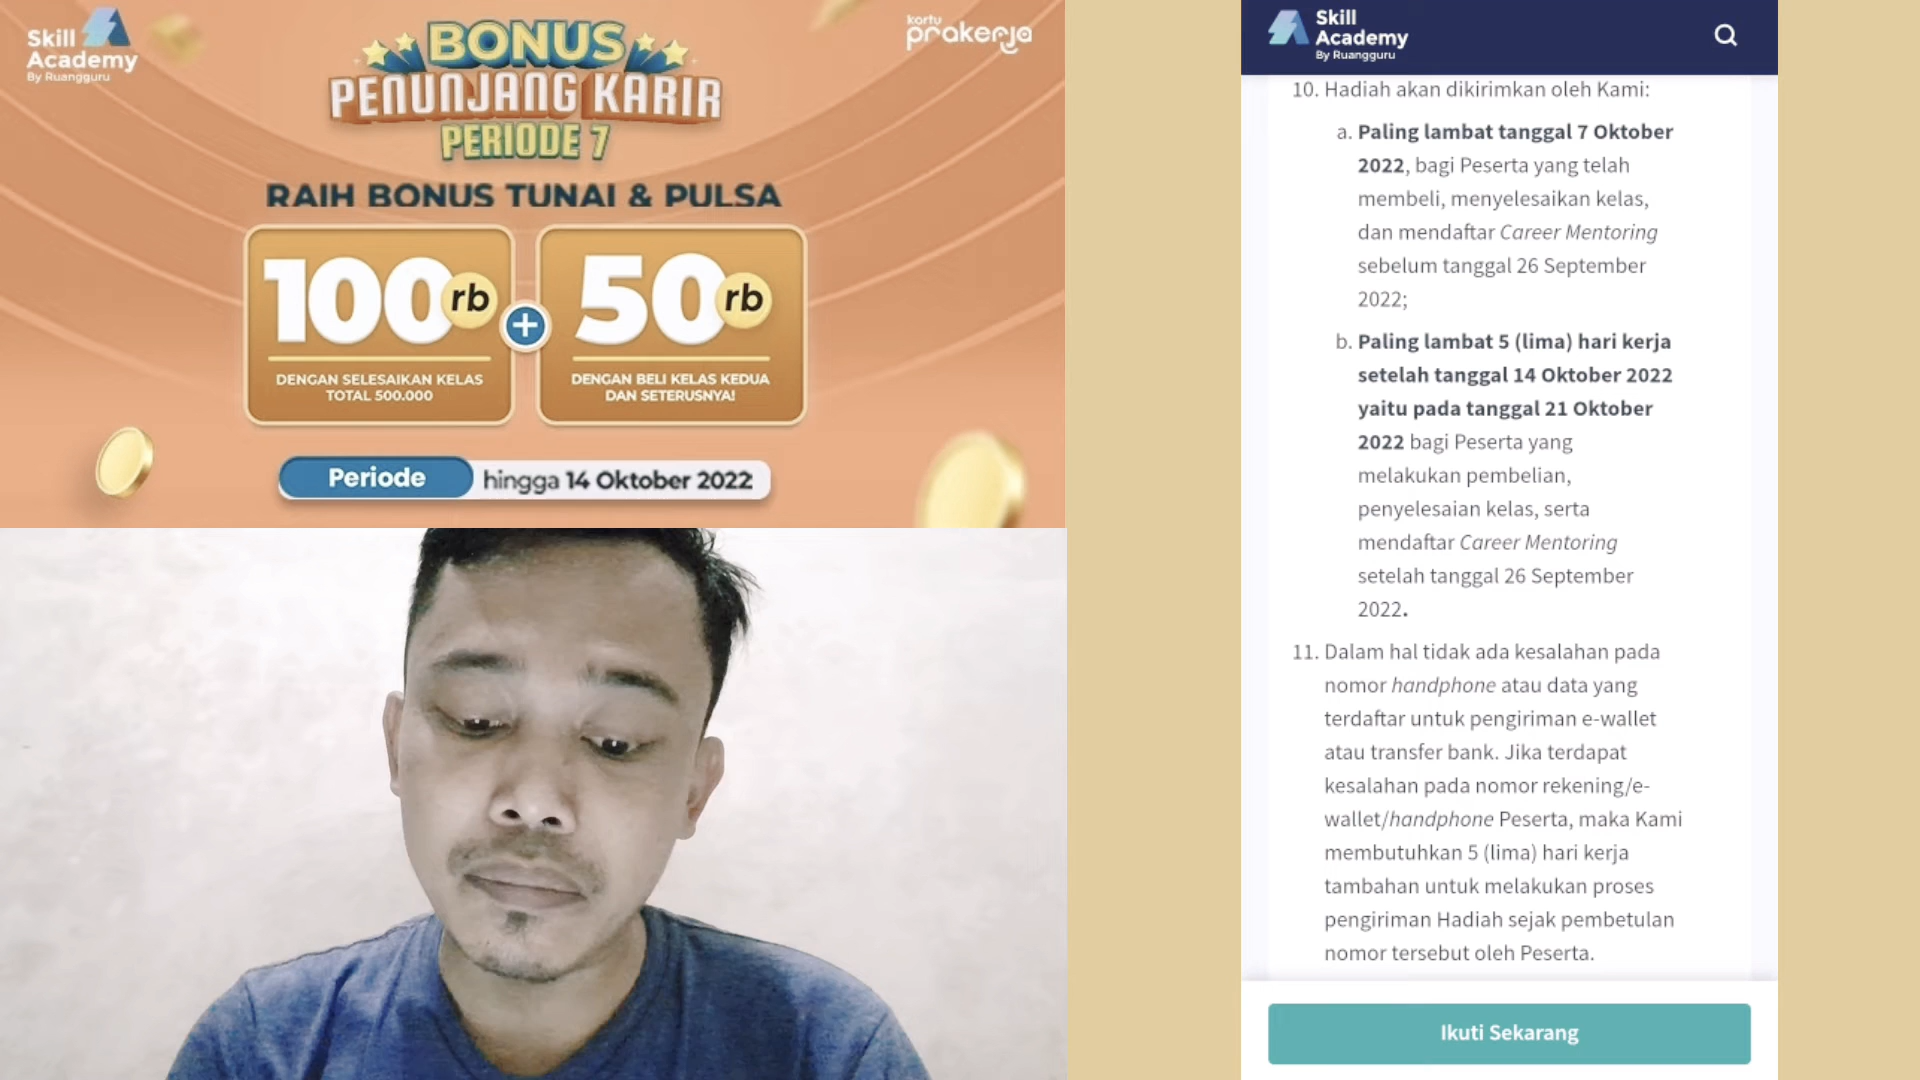 Skill
Academy
By Ruangguru
kartu
prakerja
BONUS
PENUNJANG KARIR
PERIODE 7
RAIH BONUS TUNAI & PULSA
100 rb
DENGAN SELESAIKAN KELAS
TOTAL 500.000
+
50 rb
DENGAN BELI KELAS KEDUA
DAN SETERUSNYA!
Periode hingga 14 Oktober 2022
Skill
Academy
By Ruangguru
10. Hadiah akan dikirimkan oleh Kami:
a. Paling lambat tanggal 7 Oktober
2022, bagi Peserta yang telah
membeli, menyelesaikan kelas,
dan mendaftar Career Mentoring
sebelum tanggal 26 September
2022;
b. Paling lambat 5 (lima) hari kerja
setelah tanggal 14 Oktober 2022
yaitu pada tanggal 21 Oktober
2022 bagi Peserta yang
melakukan pembelian,
penyelesaian kelas, serta
mendaftar Career Mentoring
setelah tanggal 26 September
2022.
11. Dalam hal tidak ada kesalahan pada
nomor handphone atau data yang
terdaftar untuk pengiriman e-wallet
atau transfer bank. Jika terdapat
kesalahan pada nomor rekening/e-
wallet/handphone Peserta, maka Kami
membutuhkan 5 (lima) hari kerja
tambahan untuk melakukan proses
pengiriman Hadiah sejak pembetulan
nomor tersebut oleh Peserta.
Ikuti Sekarang